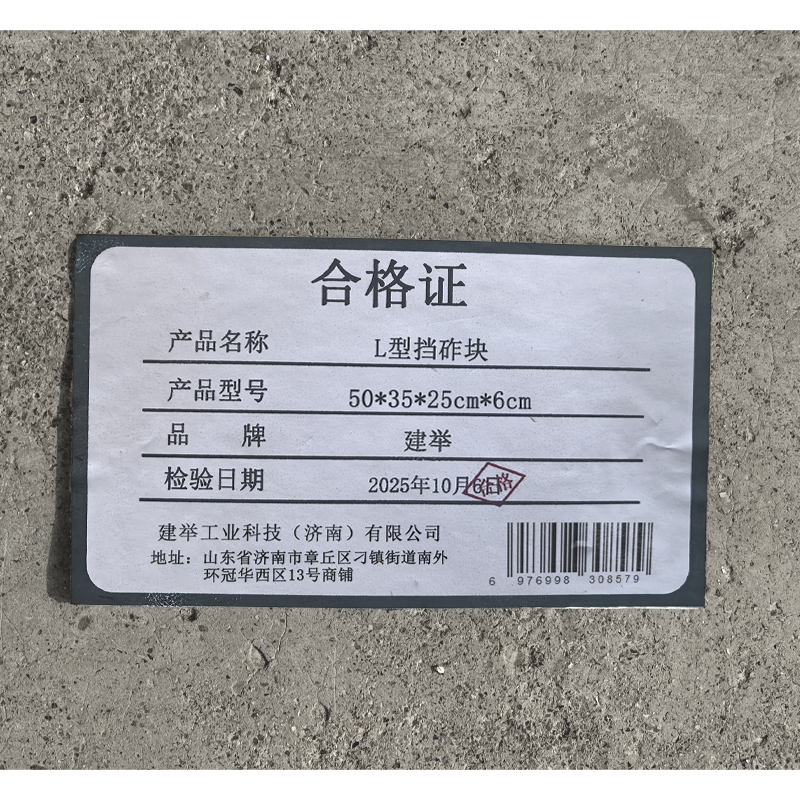 合格证
产品名称 L型挡砟块
产品型号 50*35*25cm*6cm
品 牌 建举
检验日期 2025年10月6日
合格
建举工业科技（济南）有限公司
地址：山东省济南市章丘区刁镇街道南外
环冠华西区13号商铺
6 976998 308579